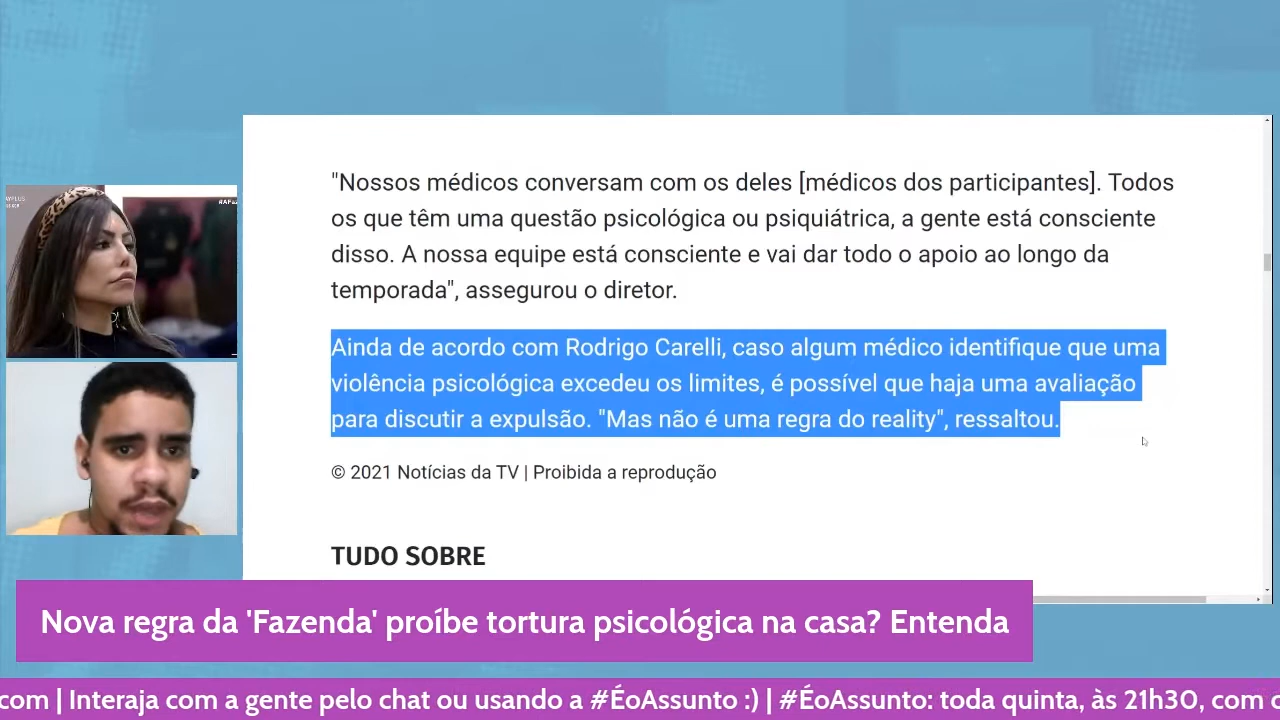 #AFaz
"Nossos médicos conversam com os deles [médicos dos participantes]. Todos
os que têm uma questão psicológica ou psiquiátrica, a gente está consciente
disso. A nossa equipe está consciente e vai dar todo o apoio ao longo da
temporada", assegurou o diretor.
Ainda de acordo com Rodrigo Carelli, caso algum médico identifique que uma
violência psicológica excedeu os limites, é possível que haja uma avaliação
para discutir a expulsão. "Mas não é uma regra do reality", ressaltou.
© 2021 Notícias da TV | Proibida a reprodução
TUDO SOBRE
Nova regra da 'Fazenda' proíbe tortura psicológica na casa? Entenda
.com | Interaja com a gente pelo chat ou usando a #ÉoAssunto :) | #ÉoAssunto: toda quinta, às 21h30, com